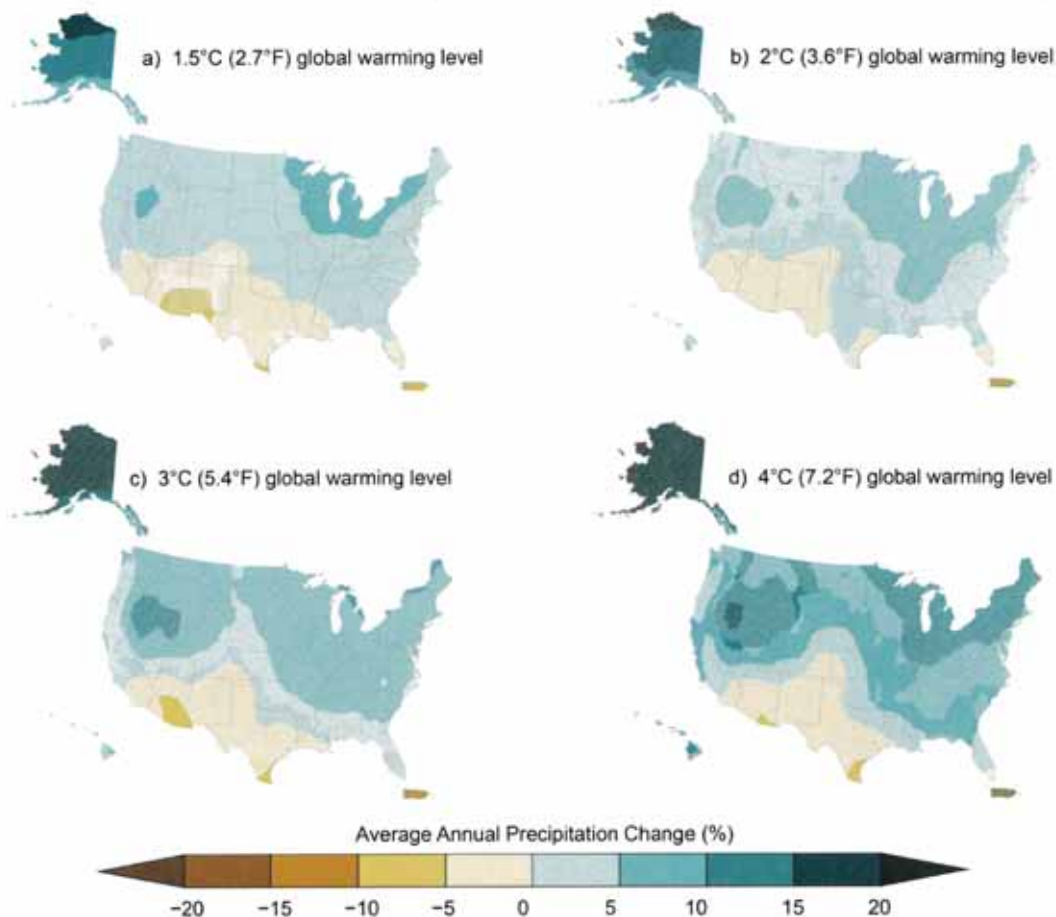 a) 1.5°C (2.7°F) global warming level
b) 2°C (3.6°F) global warming level
c) 3°C (5.4°F) global warming level
d) 4°C (7.2°F) global warming level
Average Annual Precipitation Change (%)
−20 −15 −10 −5 0 5 10 15 20